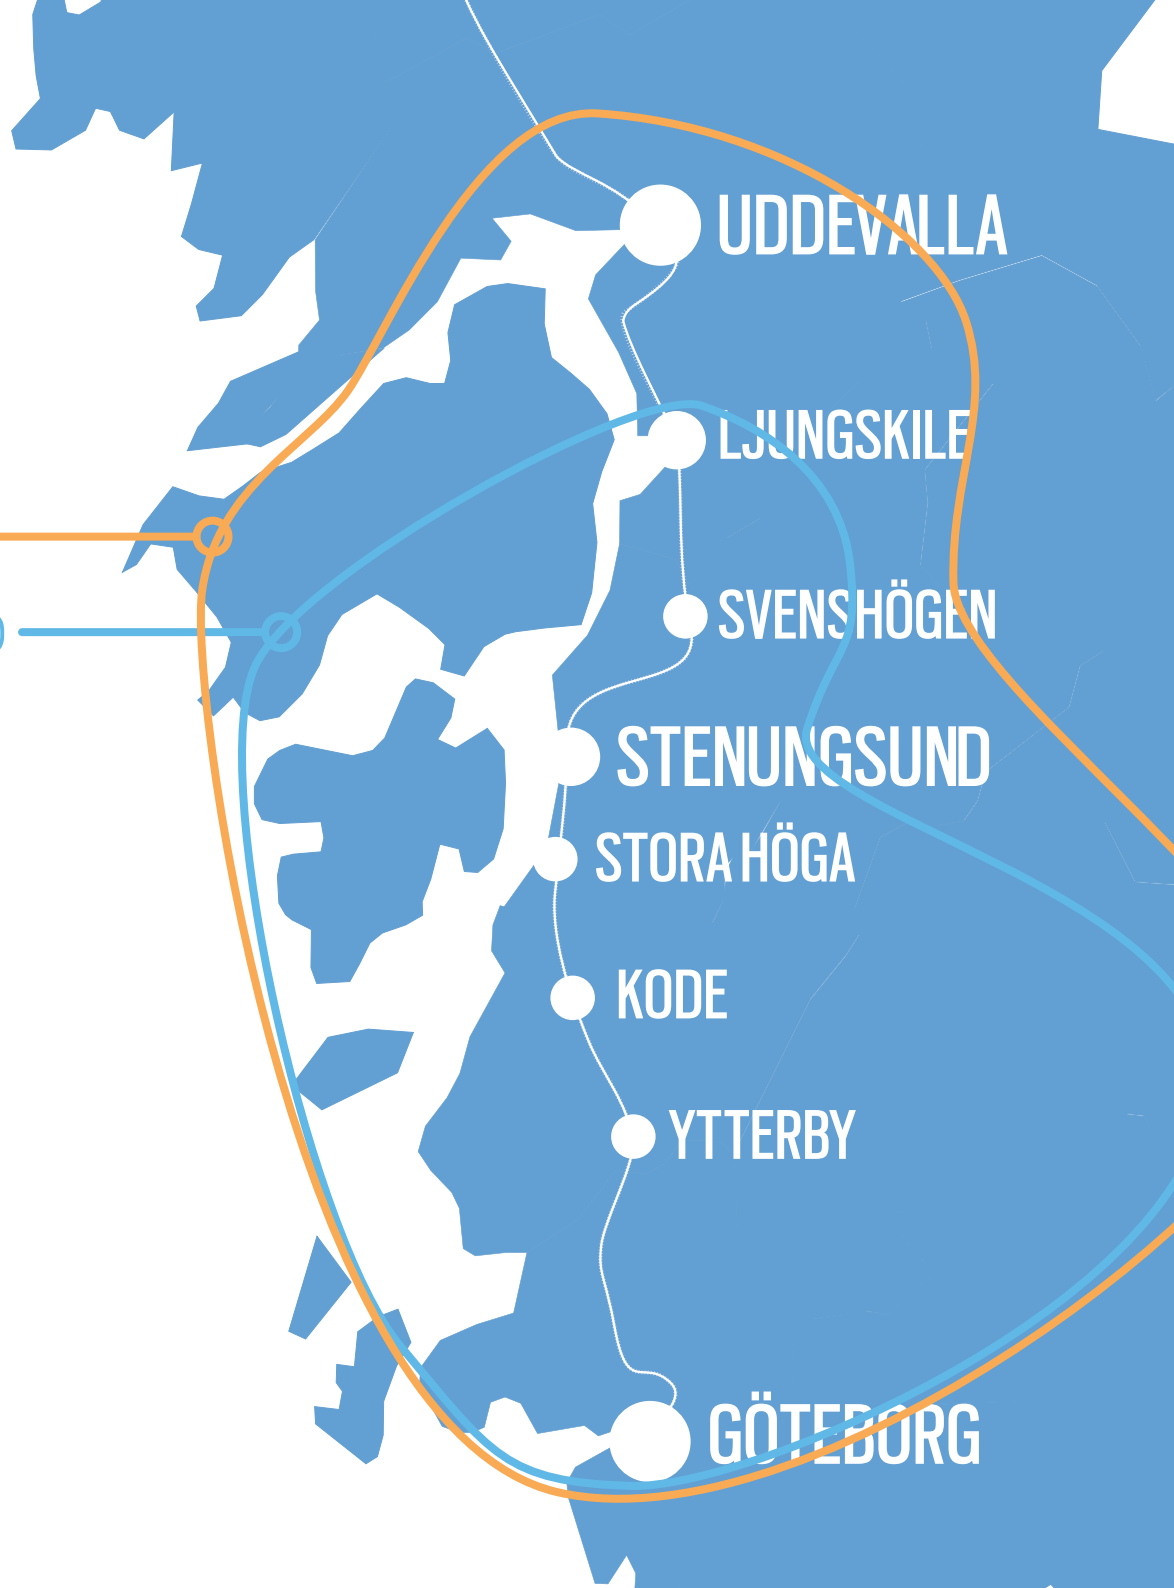 UDDEVALLA
LJUNGSKILE
SVENSHÖGEN
STENUNGSUND
STORA HÖGA
KODE
YTTERBY
GÖTEBORG